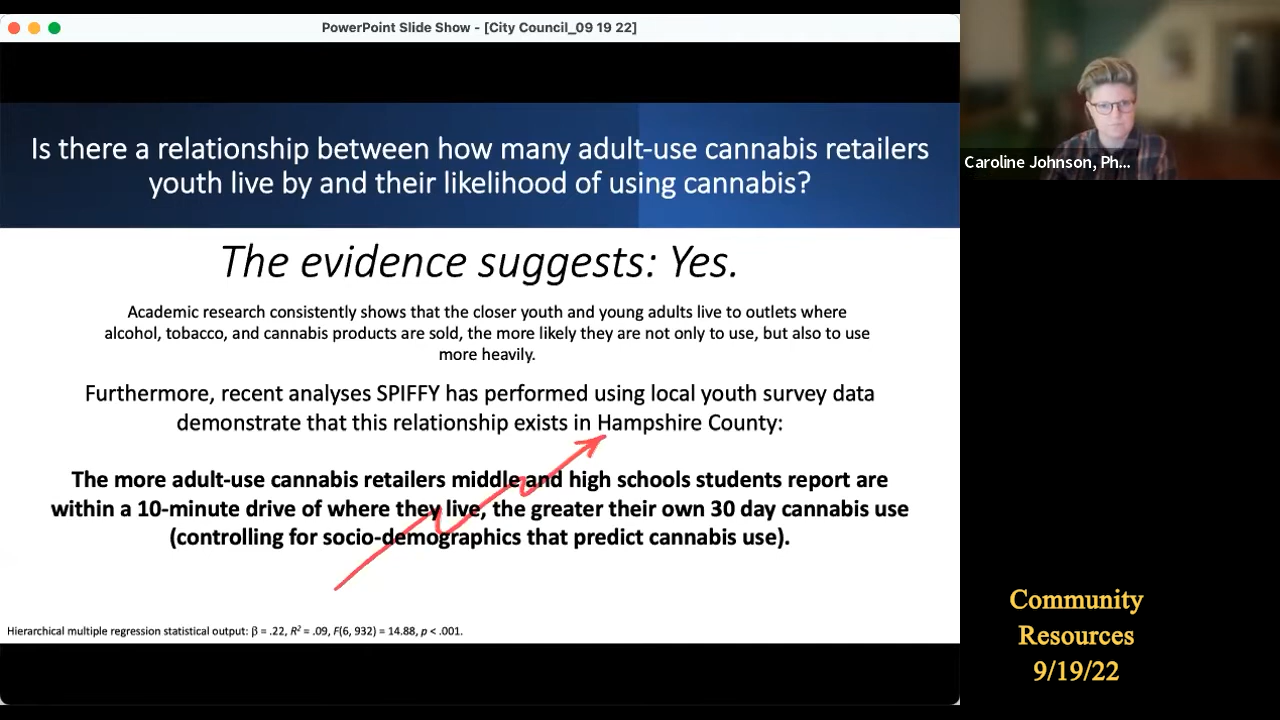 PowerPoint Slide Show - [City Council_09 19 22]
Is there a relationship between how many adult-use cannabis retailers
youth live by and their likelihood of using cannabis?
The evidence suggests: Yes.
Academic research consistently shows that the closer youth and young adults live to outlets where
alcohol, tobacco, and cannabis products are sold, the more likely they are not only to use, but also to use
more heavily.
Furthermore, recent analyses SPIFFY has performed using local youth survey data
demonstrate that this relationship exists in Hampshire County:
The more adult-use cannabis retailers middle and high schools students report are
within a 10-minute drive of where they live, the greater their own 30 day cannabis use
(controlling for socio-demographics that predict cannabis use).
Hierarchical multiple regression statistical output: β = .22, R² = .09, F(6, 932) = 14.88, p < .001.
Caroline Johnson, Ph...
Community
Resources
9/19/22